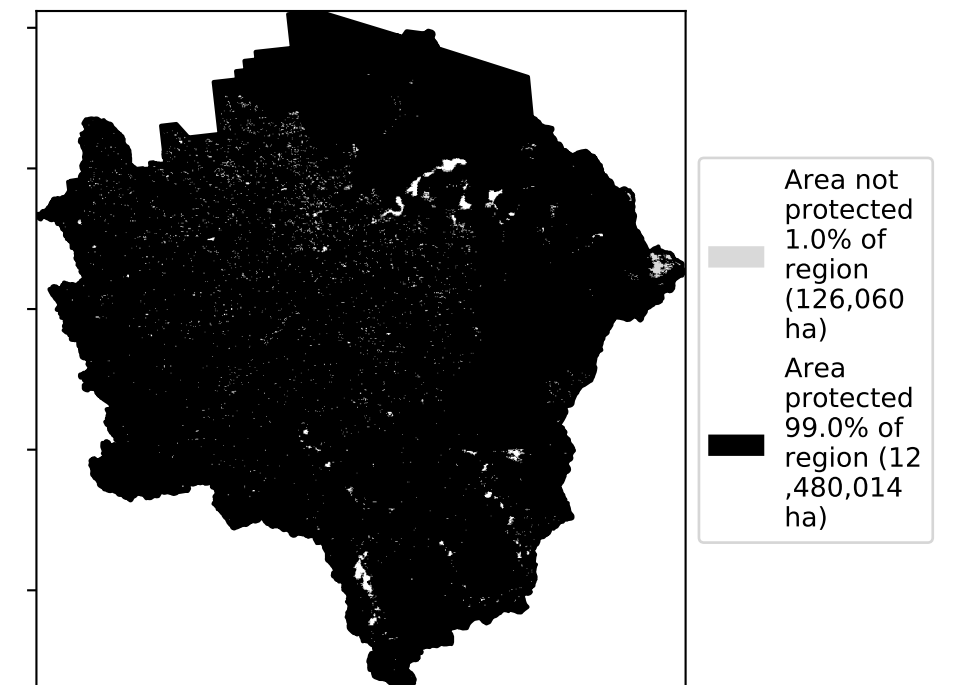 Area not
protected
1.0% of
region
(126,060
ha)
Area
protected
99.0% of
region (12
,480,014
ha)